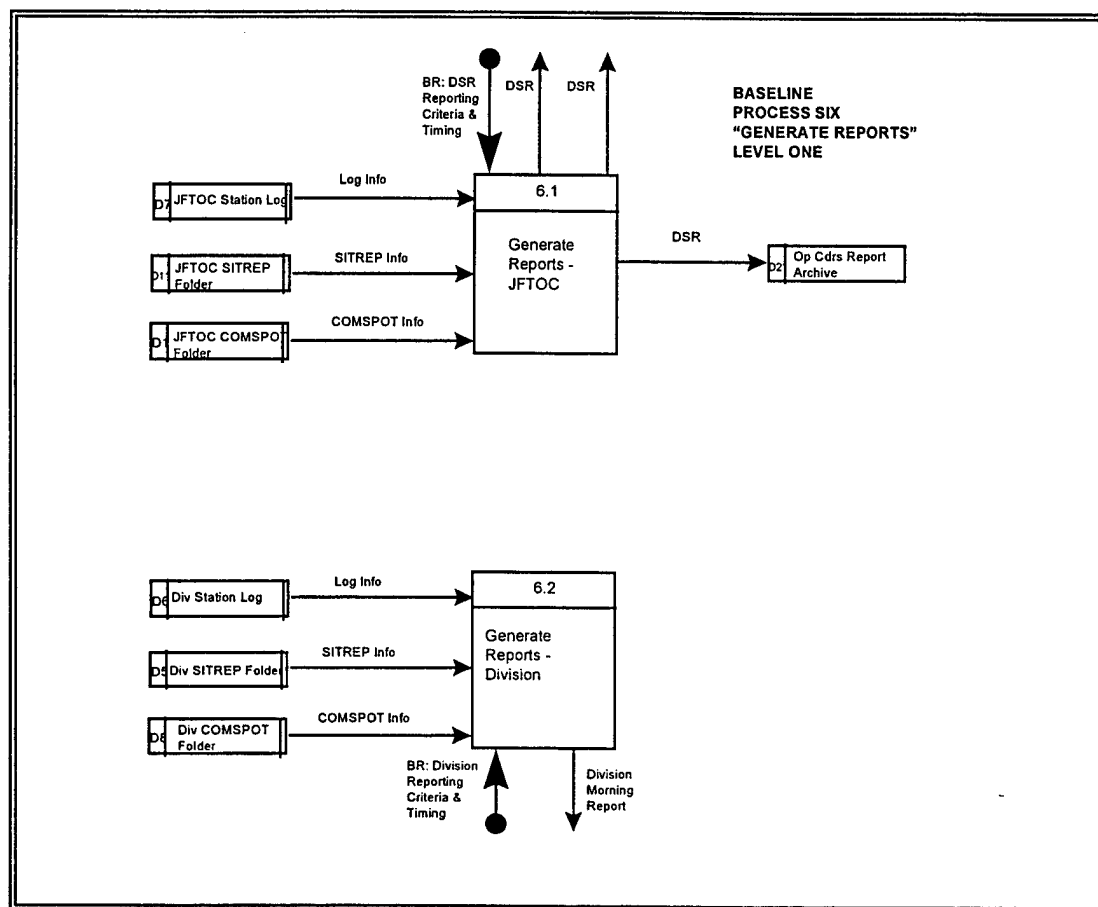 BR: DSR
Reporting
Criteria &
Timing
DSR
DSR
BASELINE
PROCESS SIX
“GENERATE REPORTS”
LEVEL ONE
D7
JFTOC Station Log
Log Info
6.1
Generate
Reports -
JFTOC
JFTOC SITREP
Folder
SITREP Info
DSR
D2
Op Cdrs Report
Archive
D1
JFTOC COMSPOT
Folder
COMSPOT Info
D6
Div Station Log
Log Info
6.2
Generate
Reports -
Division
D5
Div SITREP Folder
SITREP Info
D8
Div COMSPOT
Folder
COMSPOT Info
BR: Division
Reporting
Criteria &
Timing
Division
Morning
Report